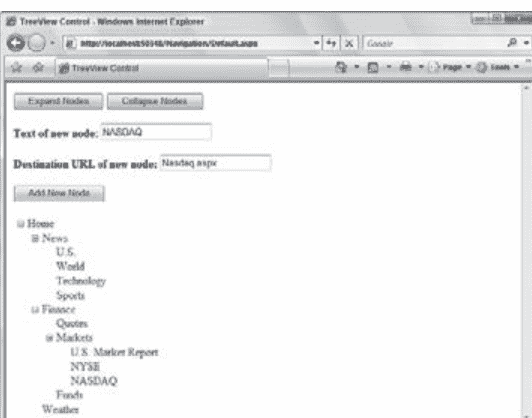 TreeView Control - Windows Internet Explorer
http://localhost:50318/Navigation/Default.aspx
Google
TreeView Control
Page
Tools
Expand Nodes Collapse Nodes
Text of new node: NASDAQ
Destination URL of new node: Nasdaq.aspx
Add New Node
Home
News
U.S.
World
Technology
Sports
Finance
Quotes
Markets
U.S. Market Report
NYSE
NASDAQ
Funds
Weather